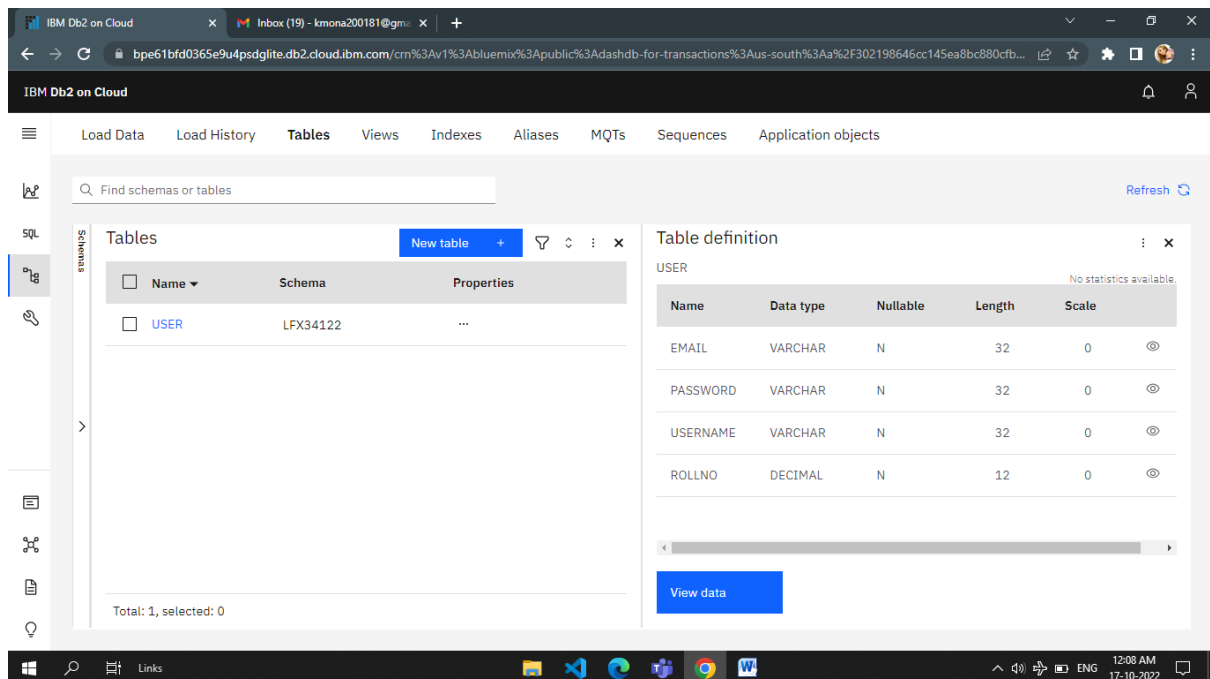 IBM Db2 on Cloud
Inbox (19) - kmona200181@gma
bpe61bfd0365e9u4psdglite.db2.cloud.ibm.com/crn%3Av1%3Abluemix%3Apublic%3Adashdb-for-transactions%3Aus-south%3Aa%2F302198646cc145ea8bc880cfb...
IBM Db2 on Cloud
Load Data Load History Tables Views Indexes Aliases MQTs Sequences Application objects
Find schemas or tables
Refresh
SQL
Schemas
Tables
New table +
Name Schema Properties
USER LFX34122 ...
Total: 1, selected: 0
Table definition
USER
No statistics available.
Name Data type Nullable Length Scale
EMAIL VARCHAR N 32 0
PASSWORD VARCHAR N 32 0
USERNAME VARCHAR N 32 0
ROLLNO DECIMAL N 12 0
View data
Links
ENG
12:08 AM
17-10-2022